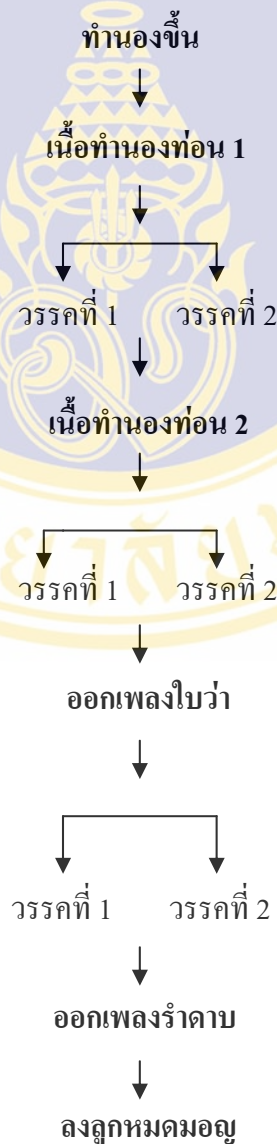 ทำนองขึ้น
เนื้อทำนองท่อน 1
วรรคที่ 1 วรรคที่ 2
เนื้อทำนองท่อน 2
วรรคที่ 1 วรรคที่ 2
ออกเพลงใบว่า
วรรคที่ 1 วรรคที่ 2
ออกเพลงรำดาบ
ลงลูกหมดมอญ